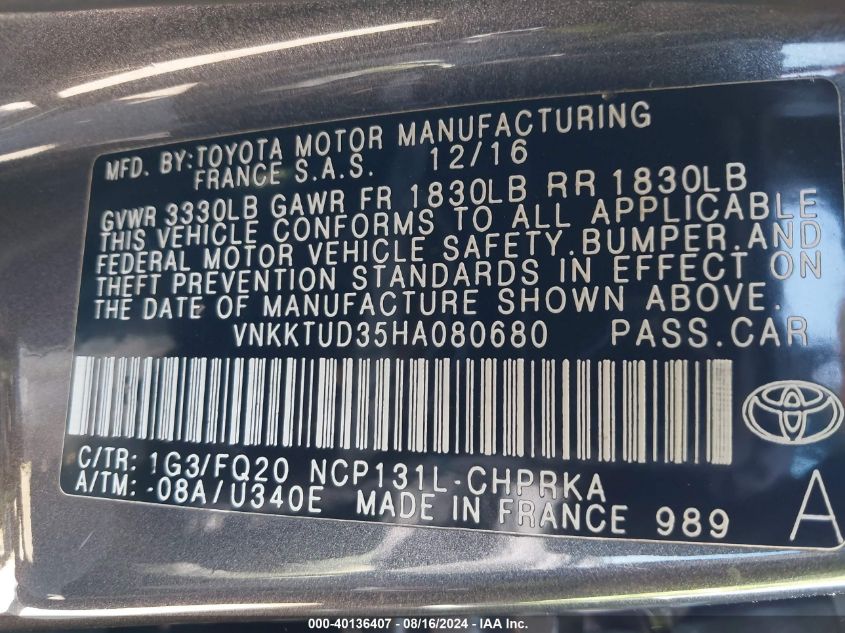 MFD. BY:TOYOTA MOTOR MANUFACTURING
FRANCE S.A.S. 12/16
GVWR 3330LB GAWR FR 1830LB RR 1830LB
THIS VEHICLE CONFORMS TO ALL APPLICABLE
FEDERAL MOTOR VEHICLE SAFETY,BUMPER,AND
THEFT PREVENTION STANDARDS IN EFFECT ON
THE DATE OF MANUFACTURE SHOWN ABOVE.
VNKKTUD35HA080680 PASS.CAR
C/TR: 1G3/FQ20 NCP131L-CHPRKA
A/TM: -08A/U340E MADE IN FRANCE 989 A
000-40136407 - 08/16/2024 - IAA Inc.